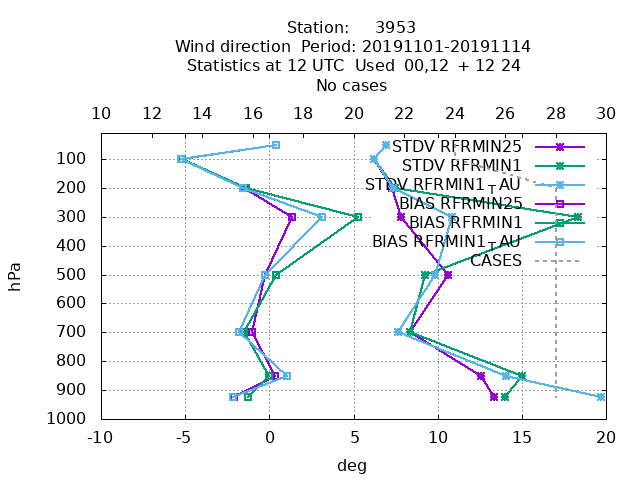 Station: 3953
Wind direction Period: 20191101-20191114
Statistics at 12 UTC Used 00,12 + 12 24
No cases
10 12 14 16 18 20 22 24 26 28 30
STDV RFRMIN25
STDV RFRMIN1
STDV RFRMIN1_TAU
BIAS RFRMIN25
BIAS RFRMIN1
BIAS RFRMIN1_TAU
CASES
hPa
100
200
300
400
500
600
700
800
900
1000
-10 -5 0 5 10 15 20
deg